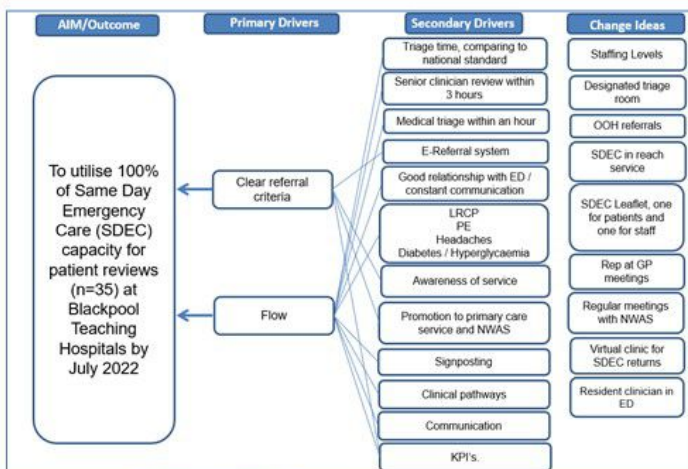 AIM/Outcome
Primary Drivers
Secondary Drivers
Change Ideas
To utilise 100%
of Same Day
Emergency
Care (SDEC)
capacity for
patient reviews
(n=35) at
Blackpool
Teaching
Hospitals by
July 2022
Clear referral
criteria
Flow
Triage time, comparing to
national standard
Senior clinician review within
3 hours
Medical triage within an hour
E-Referral system
Good relationship with ED /
constant communication
LRCP
PE
Headaches
Diabetes / Hyperglycaemia
Awareness of service
Promotion to primary care
service and NWAS
Signposting
Clinical pathways
Communication
KPI's.
Staffing Levels
Designated triage
room
OOH referrals
SDEC in reach
service
SDEC Leaflet, one
for patients and
one for staff
Rep at GP
meetings
Regular meetings
with NWAS
Virtual clinic for
SDEC returns
Resident clinician in
ED